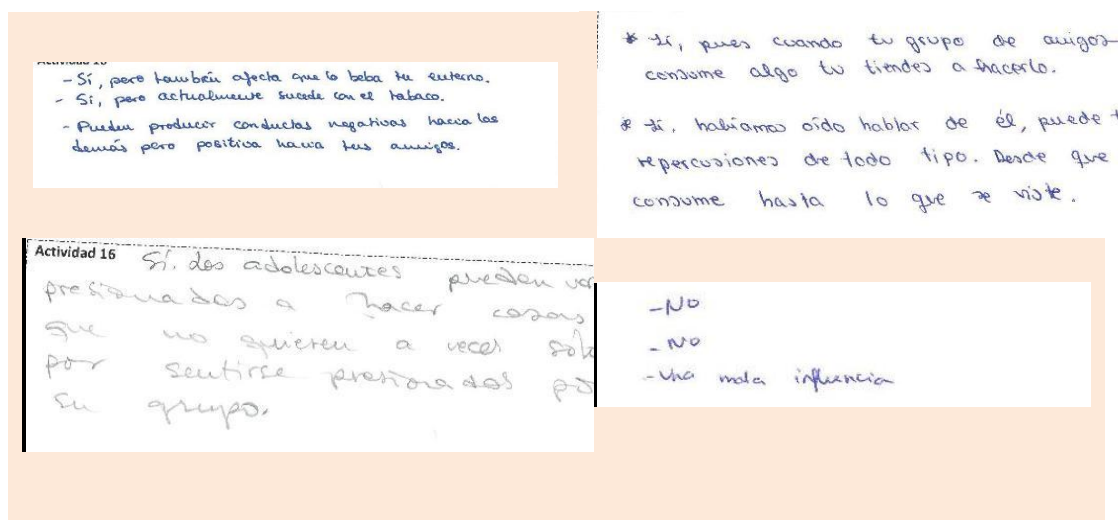 - Sí, pero también afecta que lo beba tu entorno.
- Sí, pero actualmente sucede con el tabaco.
- Pueden producir conductas negativas hacia los
demás pero positiva hacia tus amigos.
* Sí, pues cuando tu grupo de amigos
consume algo tu tiendes a hacerlo.
* Sí, habíamos oído hablar de él, puede t
repercusiones de todo tipo. Desde que
consume hasta lo que se viste.
Actividad 16 Sí. Los adolescentes pueden ver
presionados a hacer cosas
que no quieren a veces sólo
por sentirse presionados po
su grupo.
- NO
- NO
- Una mala influencia